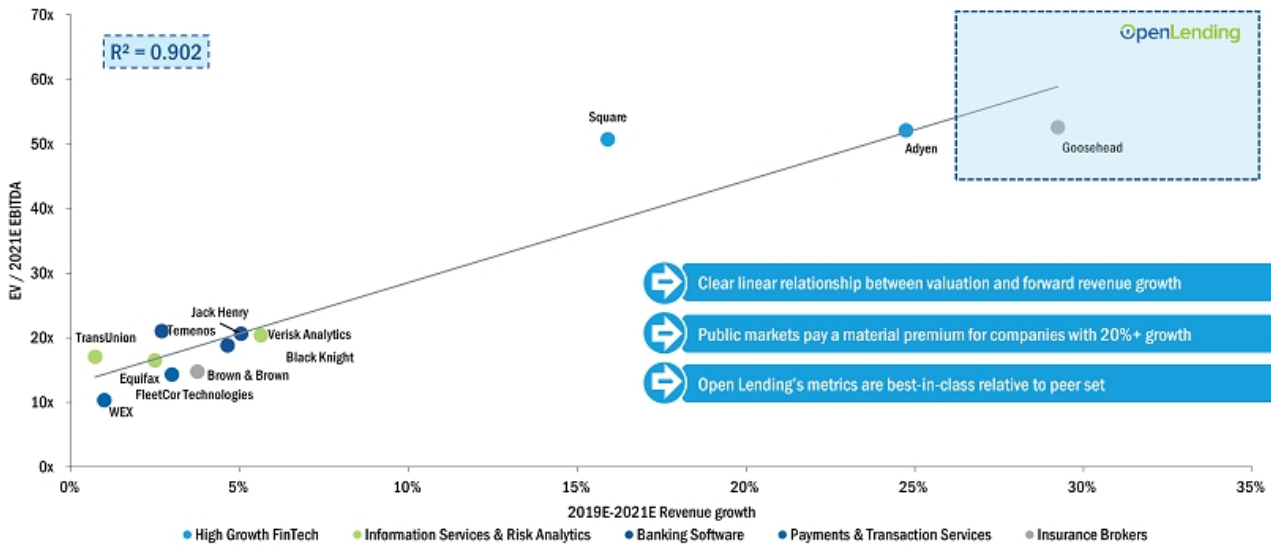 70x
60x
50x
40x
30x
20x
10x
0x
EV / 2021E EBITDA
R² = 0.902
OpenLending
Square
Adyen
Goosehead
Clear linear relationship between valuation and forward revenue growth
Public markets pay a material premium for companies with 20%+ growth
Open Lending's metrics are best-in-class relative to peer set
Jack Henry
TransUnion
Temenos
Verisk Analytics
Black Knight
Equifax
Brown & Brown
FleetCor Technologies
WEX
0%
5%
10%
15%
20%
25%
30%
35%
2019E-2021E Revenue growth
High Growth FinTech
Information Services & Risk Analytics
Banking Software
Payments & Transaction Services
Insurance Brokers